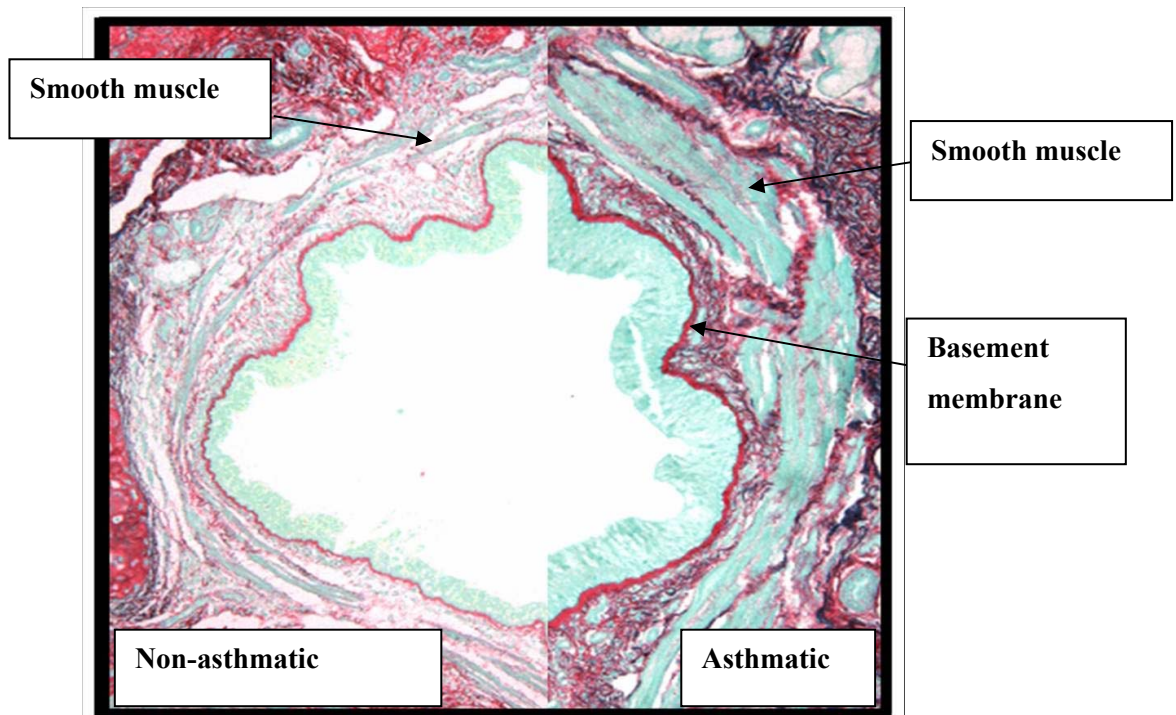 Smooth muscle
Smooth muscle
Basement
membrane
Non-asthmatic
Asthmatic